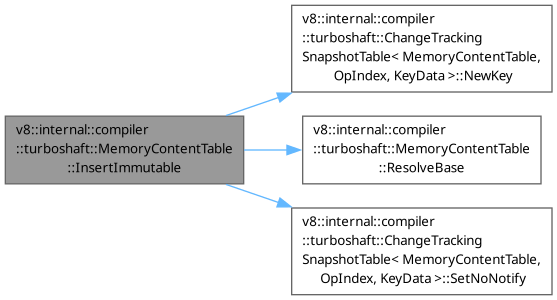 v8::internal::compiler
::turboshaft::MemoryContentTable
::InsertImmutable
v8::internal::compiler
::turboshaft::ChangeTracking
SnapshotTable< MemoryContentTable,
OpIndex, KeyData >::NewKey
v8::internal::compiler
::turboshaft::MemoryContentTable
::ResolveBase
v8::internal::compiler
::turboshaft::ChangeTracking
SnapshotTable< MemoryContentTable,
OpIndex, KeyData >::SetNoNotify